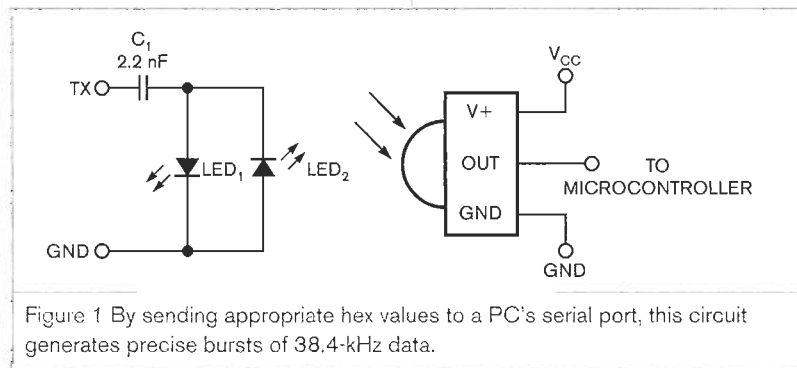 C₁
2.2 nF
TX
LED₁
LED₂
GND
V_CC
V+
OUT
GND
TO
MICROCONTROLLER
GND
Figure 1 By sending appropriate hex values to a PC's serial port, this circuit
generates precise bursts of 38.4-kHz data.